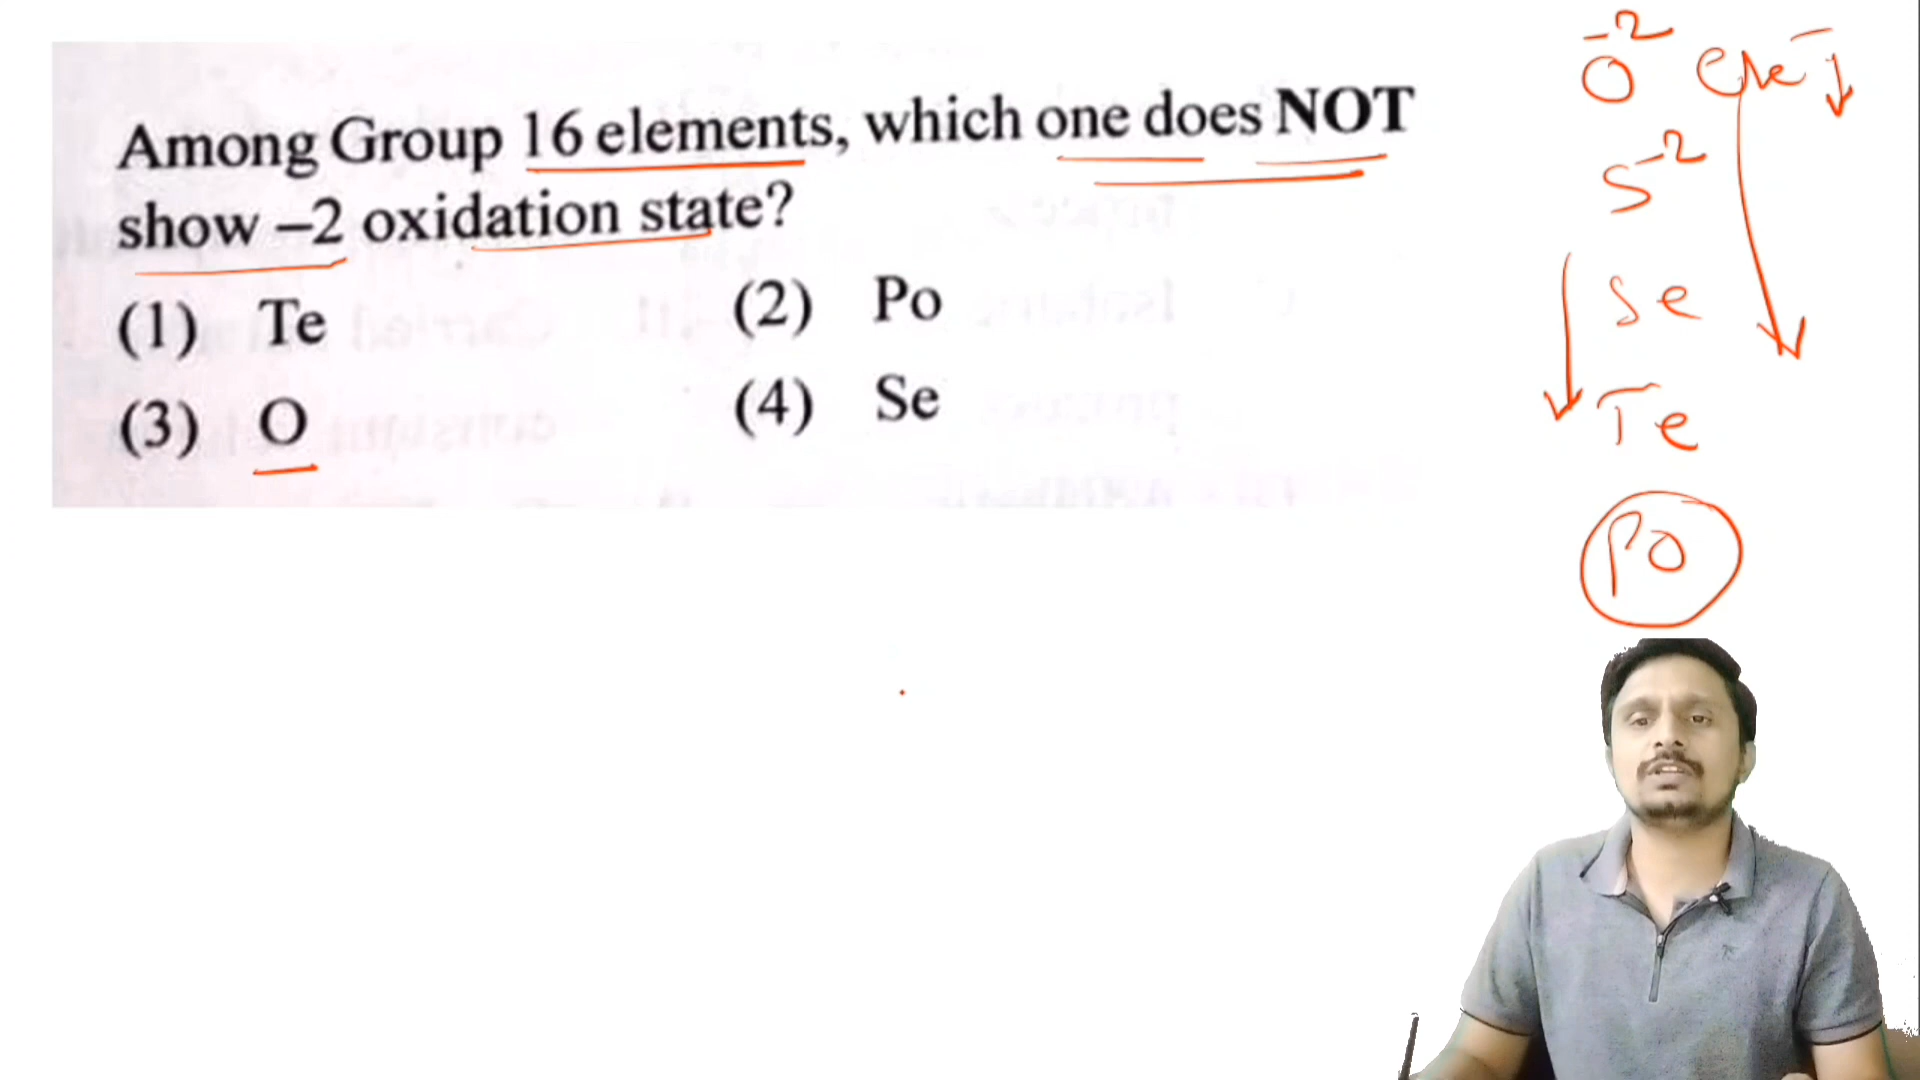 Among Group 16 elements, which one does NOT
show –2 oxidation state?
(1) Te (2) Po
(3) O (4) Se
O⁻²
S⁻²
Se
Te
Po